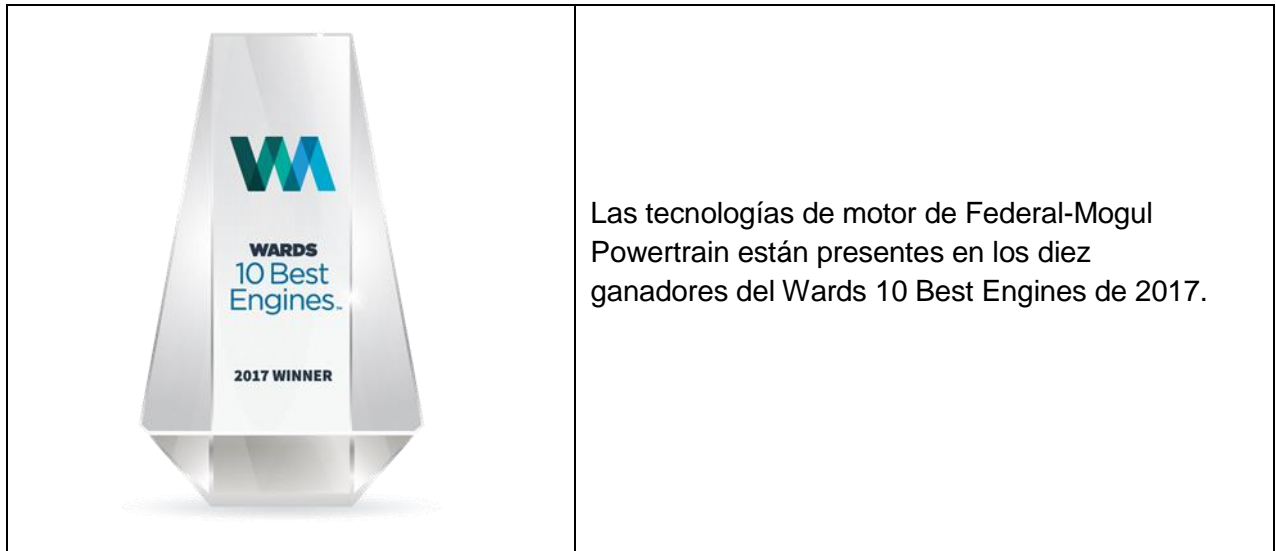 WARDS
10 Best
Engines™
2017 WINNER
Las tecnologías de motor de Federal-Mogul
Powertrain están presentes en los diez
ganadores del Wards 10 Best Engines de 2017.